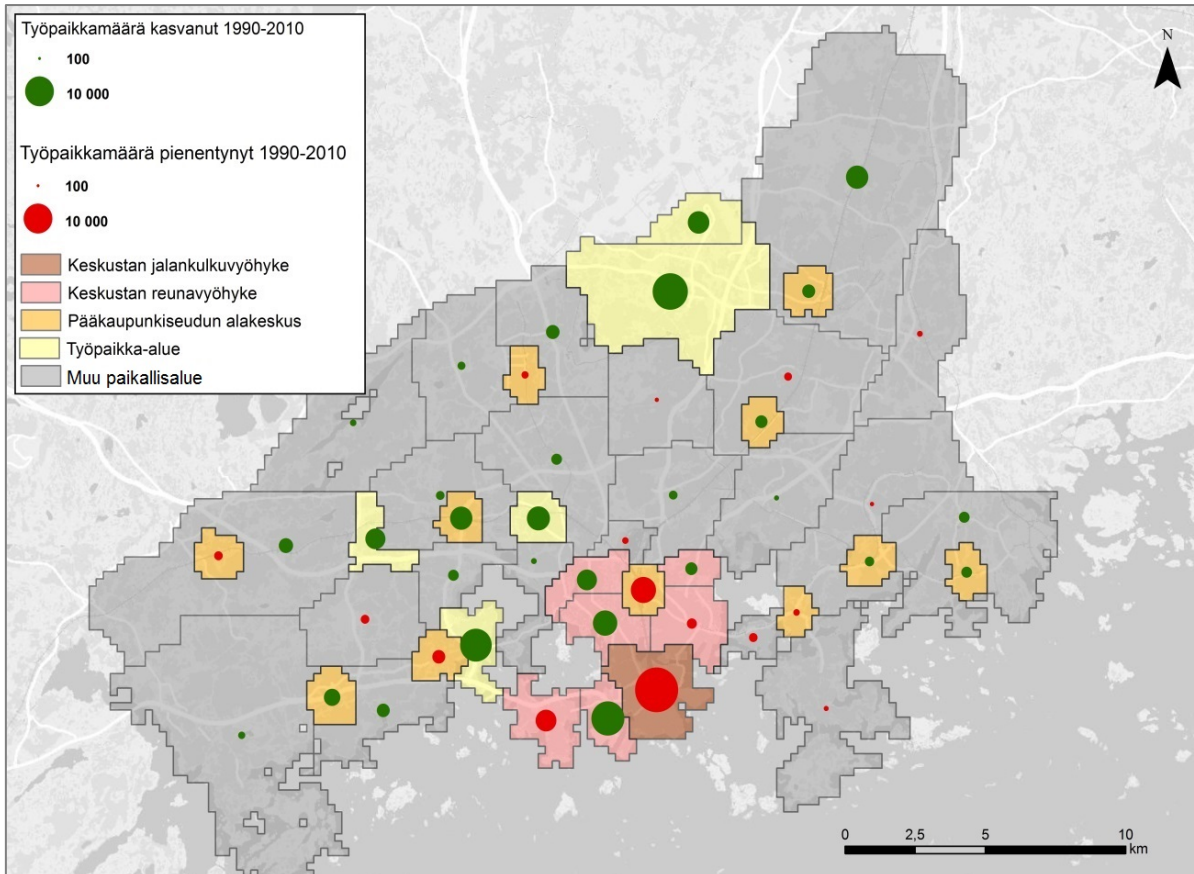 Työpaikkamäärä kasvanut 1990-2010
100
10 000
Työpaikkamäärä pienentynyt 1990-2010
100
10 000
Keskustan jalankulkuvyöhyke
Keskustan reunavyöhyke
Pääkaupunkiseudun alakeskus
Työpaikka-alue
Muu paikallisalue
N
0 2,5 5 10
km